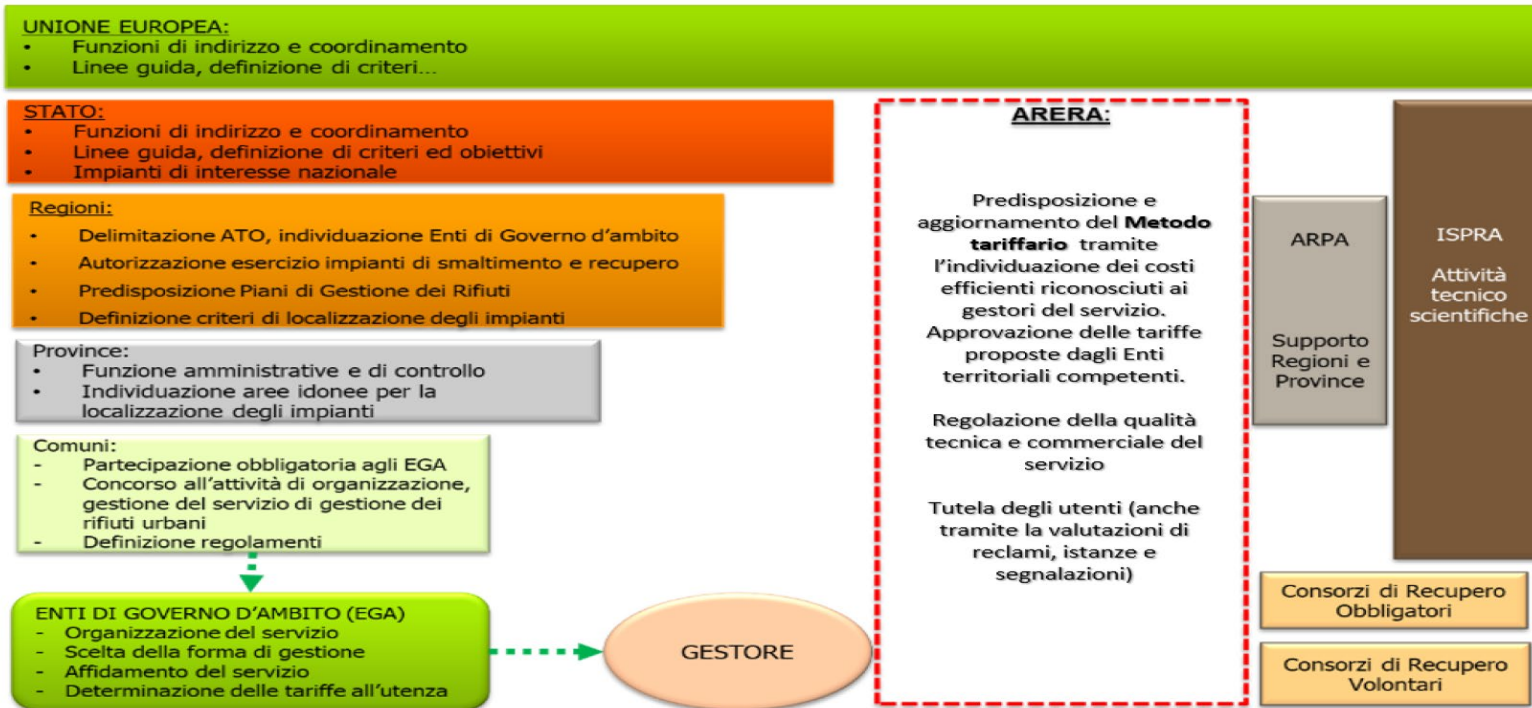 UNIONE EUROPEA:
• Funzioni di indirizzo e coordinamento
• Linee guida, definizione di criteri...
STATO:
• Funzioni di indirizzo e coordinamento
• Linee guida, definizione di criteri ed obiettivi
• Impianti di interesse nazionale
Regioni:
• Delimitazione ATO, individuazione Enti di Governo d'ambito
• Autorizzazione esercizio impianti di smaltimento e recupero
• Predisposizione Piani di Gestione dei Rifiuti
• Definizione criteri di localizzazione degli impianti
Province:
• Funzione amministrative e di controllo
• Individuazione aree idonee per la
localizzazione degli impianti
Comuni:
- Partecipazione obbligatoria agli EGA
- Concorso all'attività di organizzazione,
gestione del servizio di gestione dei
rifiuti urbani
- Definizione regolamenti
ENTI DI GOVERNO D'AMBITO (EGA)
- Organizzazione del servizio
- Scelta della forma di gestione
- Affidamento del servizio
- Determinazione delle tariffe all'utenza
GESTORE
ARERA:
Predisposizione e
aggiornamento del Metodo
tariffario tramite
l'individuazione dei costi
efficienti riconosciuti ai
gestori del servizio.
Approvazione delle tariffe
proposte dagli Enti
territoriali competenti.
Regolazione della qualità
tecnica e commerciale del
servizio
Tutela degli utenti (anche
tramite la valutazioni di
reclami, istanze e
segnalazioni)
ARPA
Supporto
Regioni e
Province
ISPRA
Attività
tecnico
scientifiche
Consorzi di Recupero
Obbligatori
Consorzi di Recupero
Volontari